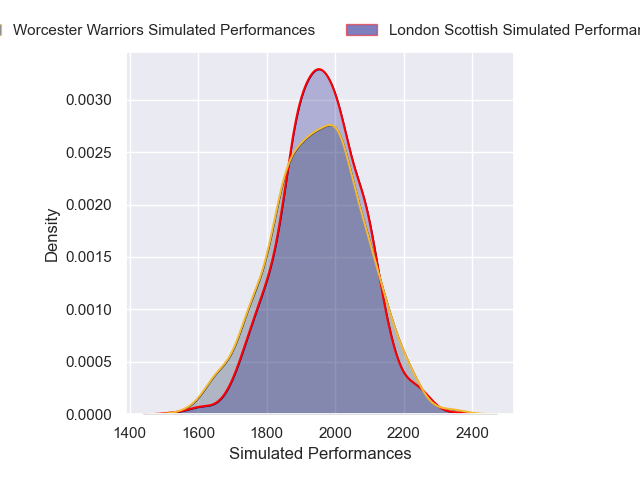 Worcester Warriors Simulated Performances
London Scottish Simulated
0.0030
0.0025
0.0020
0.0015
0.0010
0.0005
0.0000
Density
1400 1600 1800 2000 2200 2400
Simulated Performances